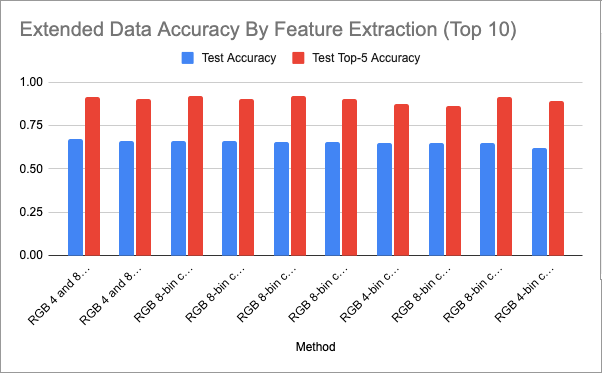 Extended Data Accuracy By Feature Extraction (Top 10)
Test Accuracy
Test Top-5 Accuracy
1.00
0.75
0.50
0.25
0.00
RGB 4 and 8…
RGB 4 and 8…
RGB 8-bin c…
RGB 8-bin c…
RGB 8-bin c…
RGB 8-bin c…
RGB 4-bin c…
RGB 8-bin c…
RGB 8-bin c…
RGB 4-bin c…
Method